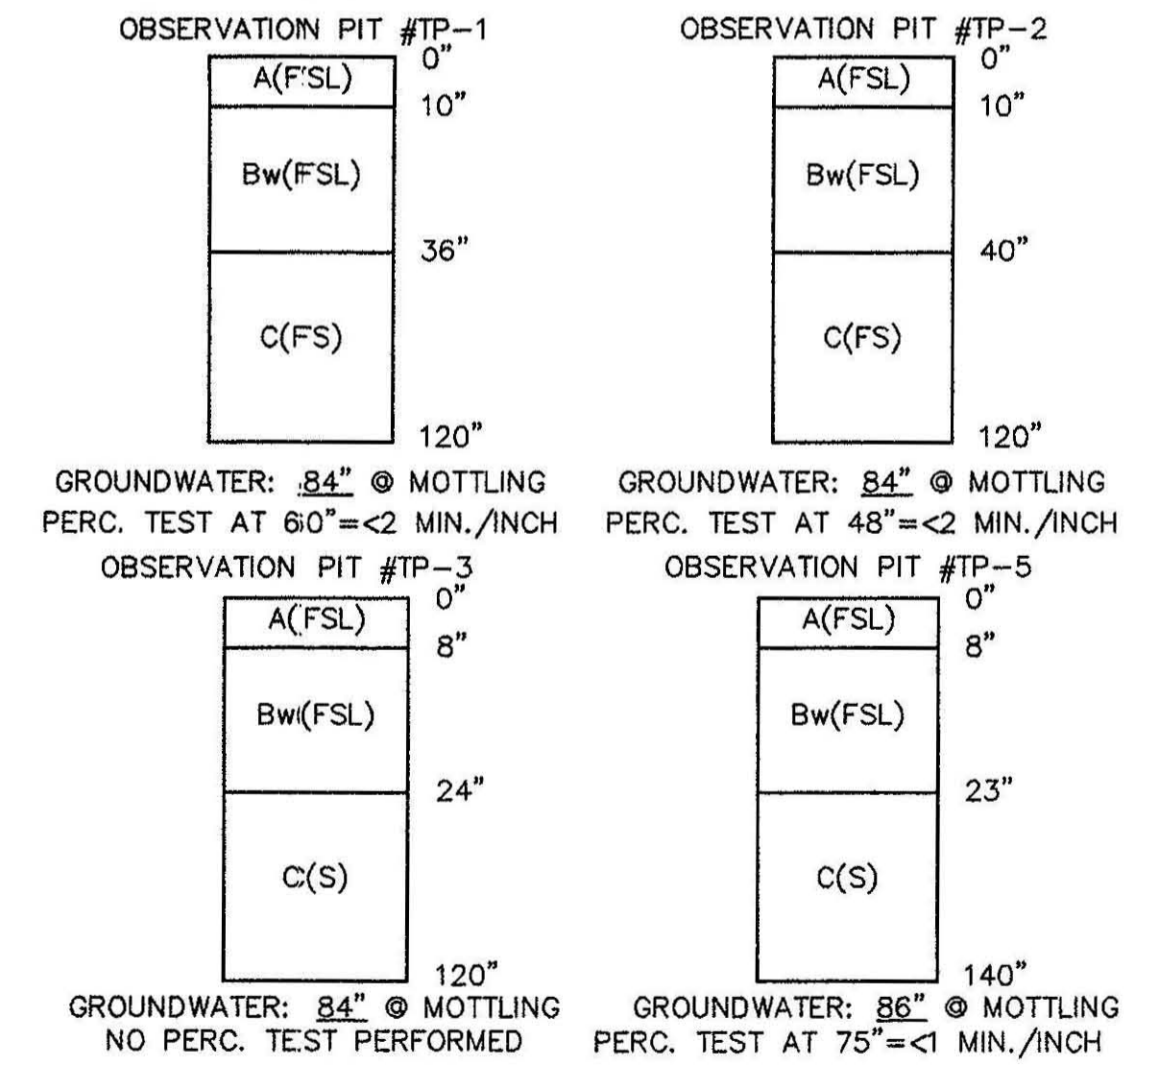 OBSERVATION PIT #TP-1
0"
A(FSL)
10"
Bw(FSL)
36"
C(FS)
120"
GROUNDWATER: 84" @ MOTTLING
PERC. TEST AT 60"=<2 MIN./INCH
OBSERVATION PIT #TP-2
0"
A(FSL)
10"
Bw(FSL)
40"
C(FS)
120"
GROUNDWATER: 84" @ MOTTLING
PERC. TEST AT 48"=<2 MIN./INCH
OBSERVATION PIT #TP-3
0"
A(FSL)
8"
Bw(FSL)
24"
C(S)
120"
GROUNDWATER: 84" @ MOTTLING
NO PERC. TEST PERFORMED
OBSERVATION PIT #TP-5
0"
A(FSL)
8"
Bw(FSL)
23"
C(S)
140"
GROUNDWATER: 86" @ MOTTLING
PERC. TEST AT 75"=<1 MIN./INCH